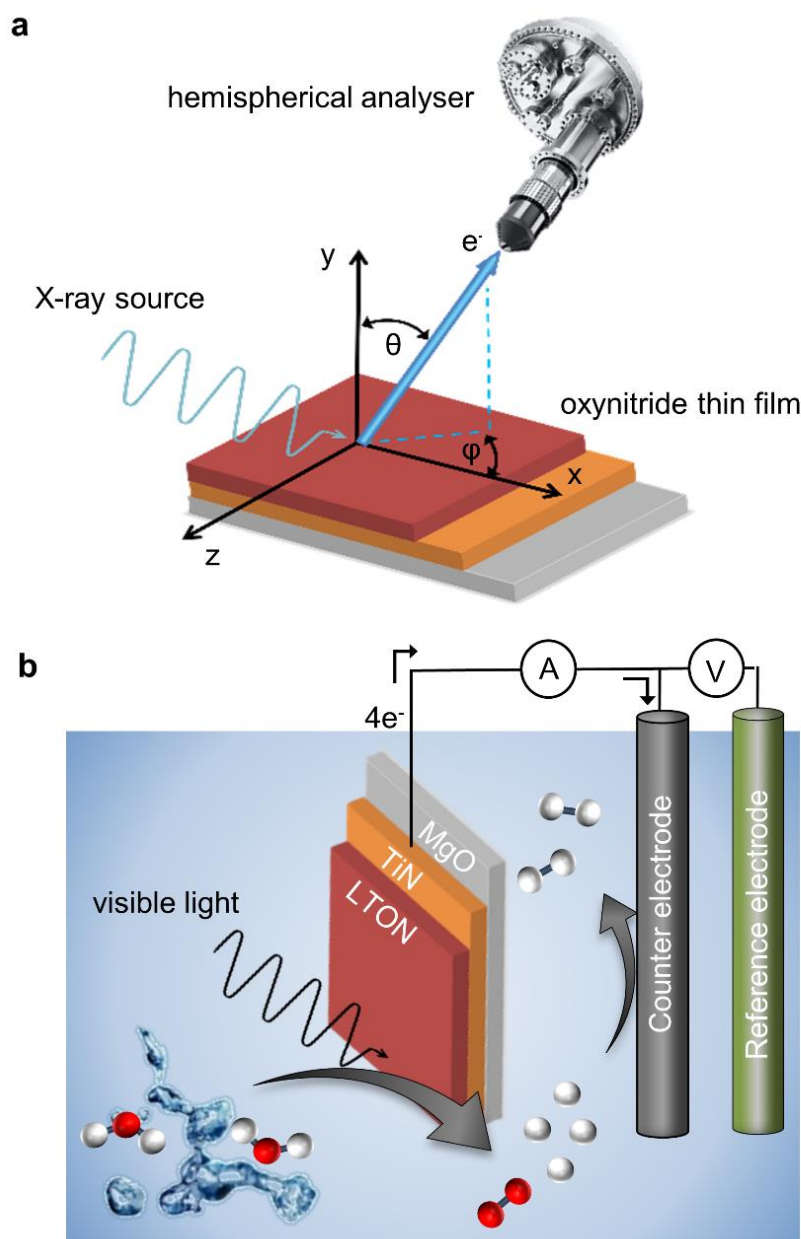 a
hemispherical analyser
e-
y
X-ray source
θ
oxynitride thin film
φ
x
z
b
A
V
4e-
MgO
TiN
LTON
visible light
Counter electrode
Reference electrode